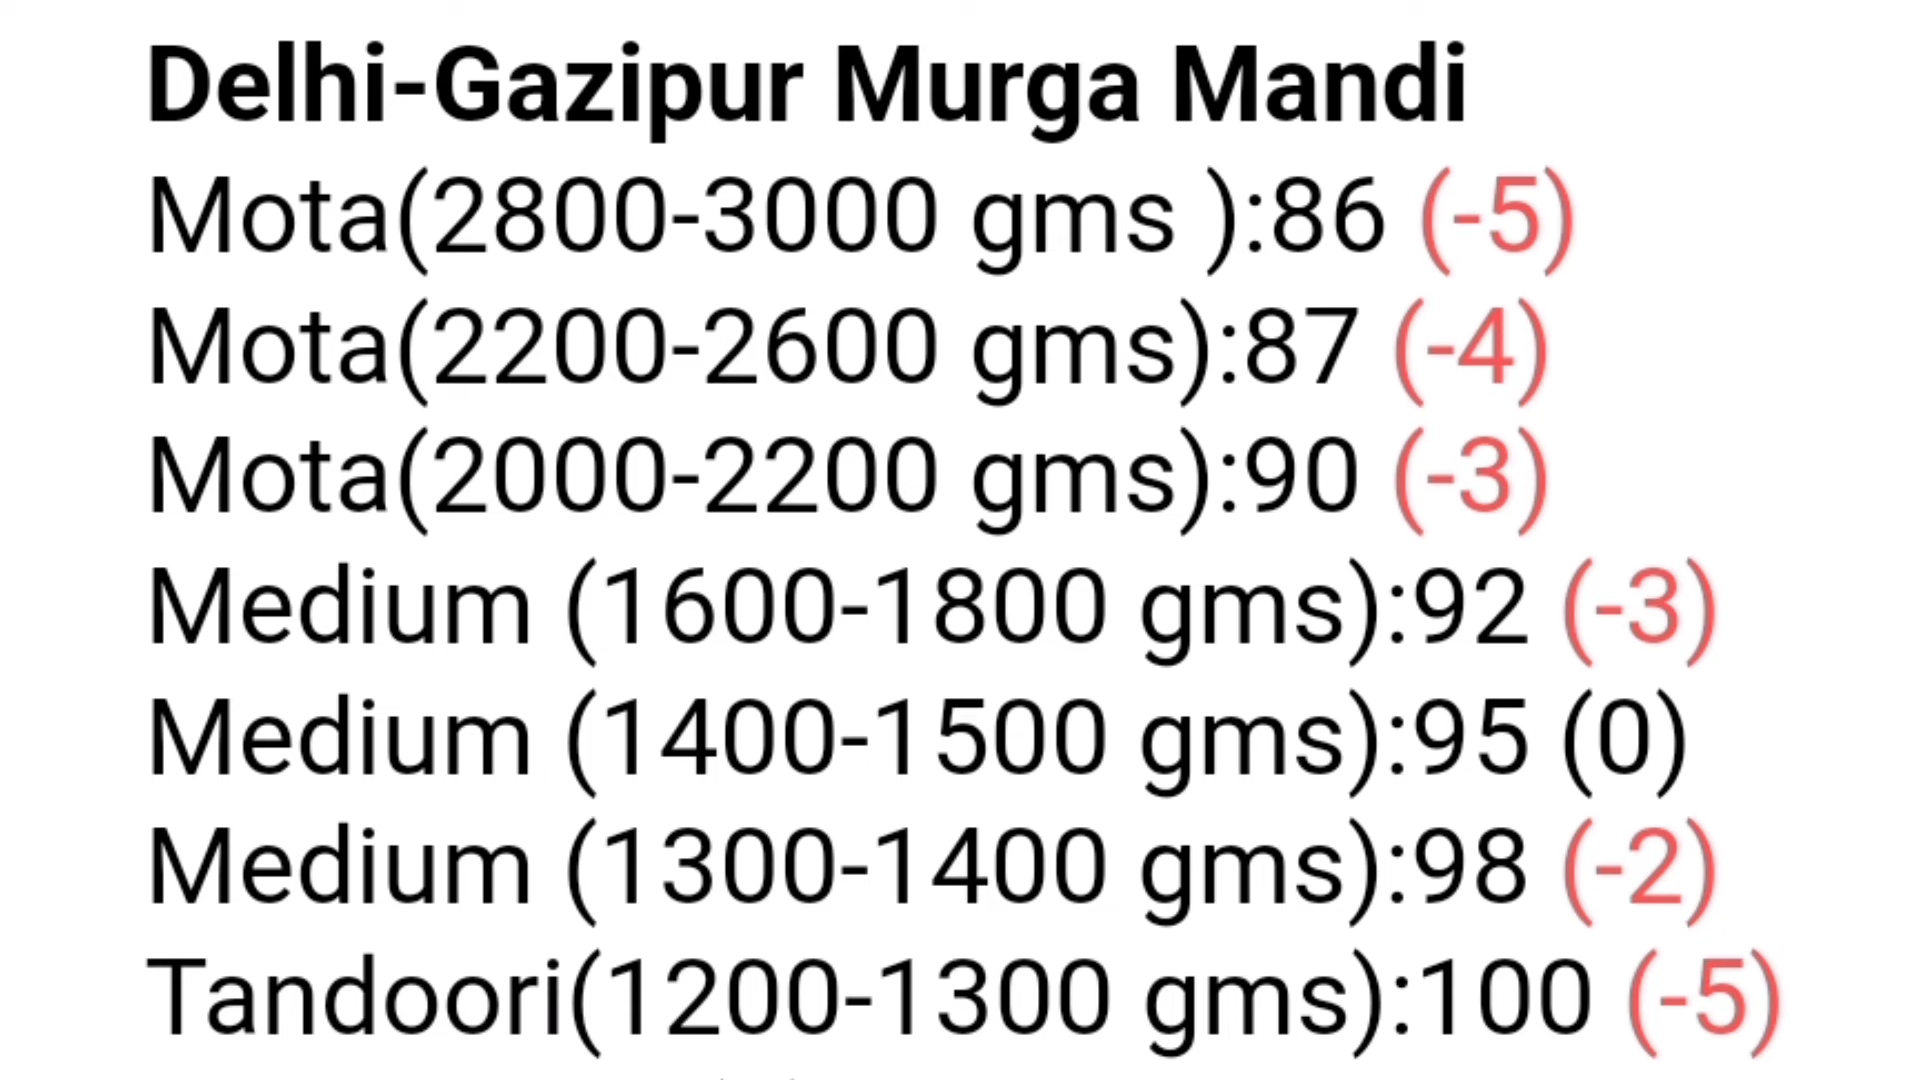 Delhi-Gazipur Murga Mandi
Mota(2800-3000 gms ):86 (-5)
Mota(2200-2600 gms):87 (-4)
Mota(2000-2200 gms):90 (-3)
Medium (1600-1800 gms):92 (-3)
Medium (1400-1500 gms):95 (0)
Medium (1300-1400 gms):98 (-2)
Tandoori(1200-1300 gms):100 (-5)